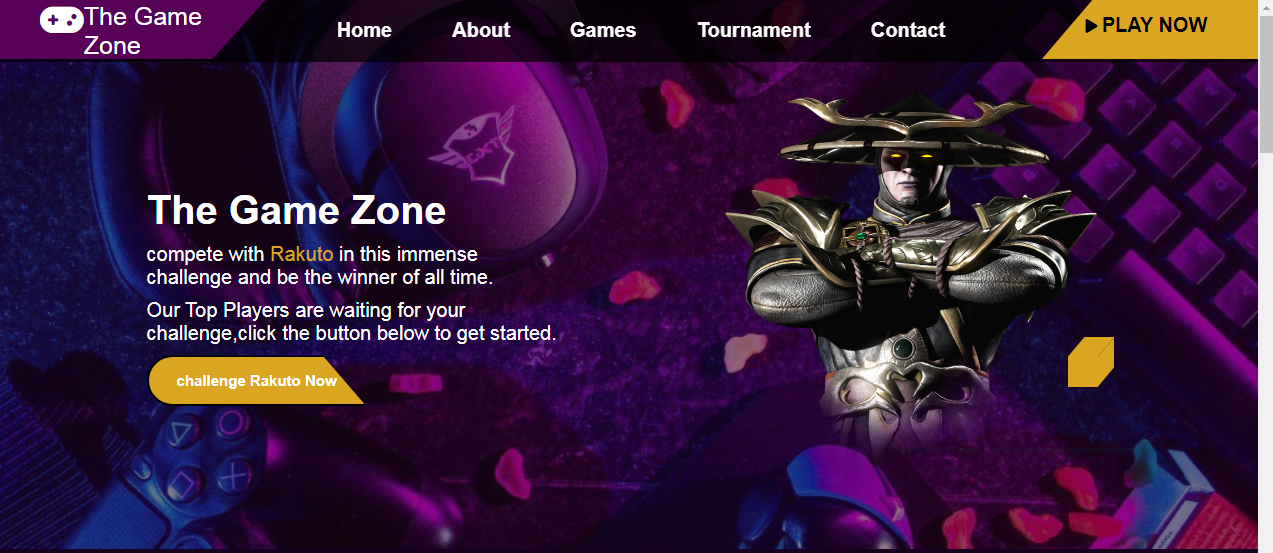 The Game
Zone
Home
About
Games
Tournament
Contact
PLAY NOW
GXT
The Game Zone
compete with Rakuto in this immense
challenge and be the winner of all time.
Our Top Players are waiting for your
challenge,click the button below to get started.
challenge Rakuto Now